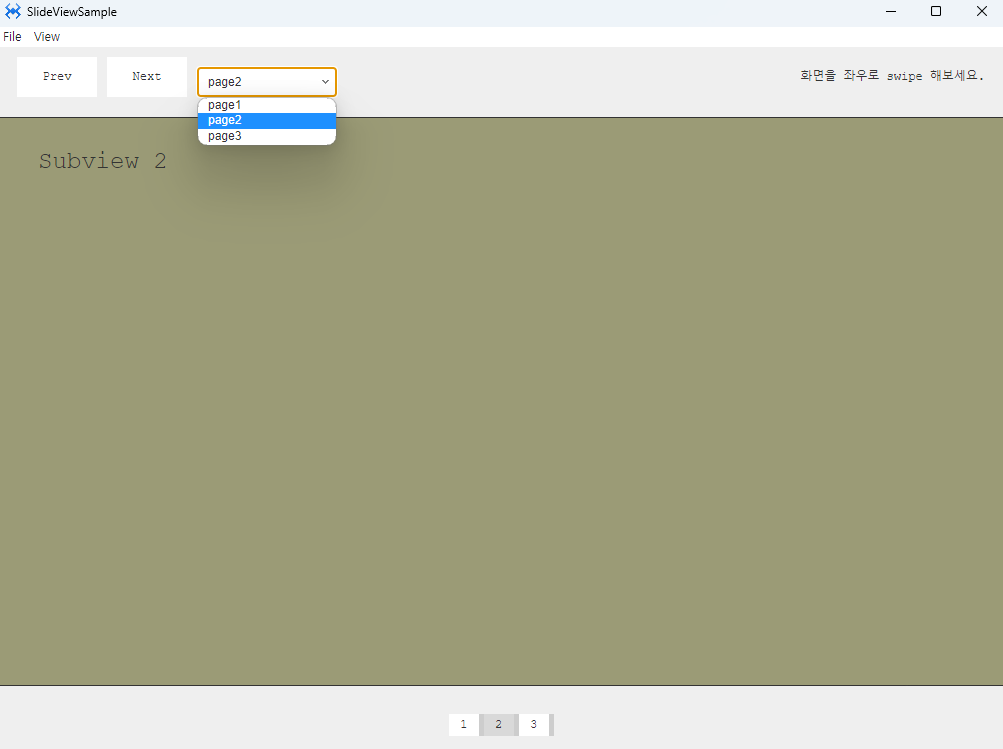 SlideViewSample
File View
Prev Next page2 화면을 좌우로 swipe 해보세요.
page1
page2
page3
Subview 2
1 2 3